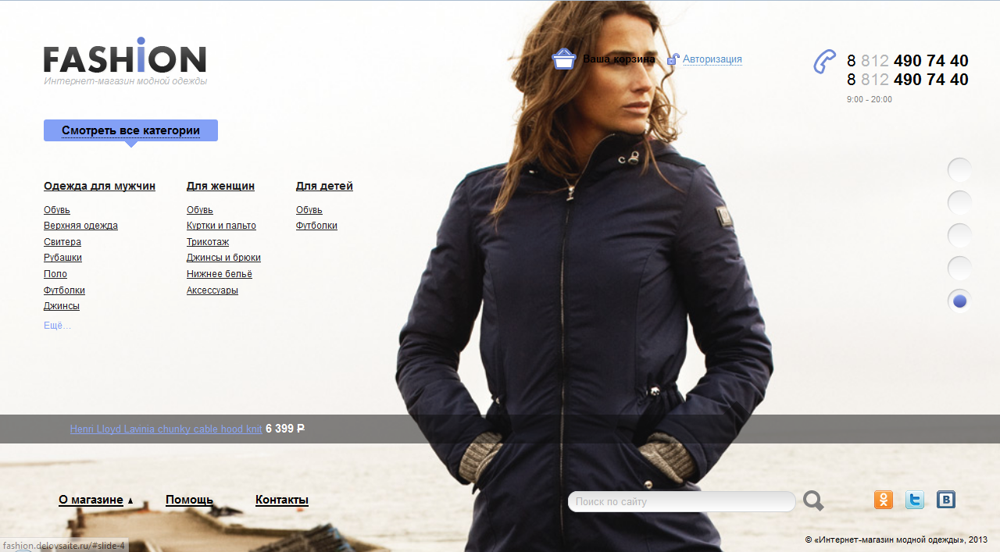 FASHiON
Интернет-магазин модной одежды
Ваша корзина
Авторизация
8 812 490 74 40
8 812 490 74 40
9:00 - 20:00
Смотреть все категории
Одежда для мужчин
Обувь
Верхняя одежда
Свитера
Рубашки
Поло
Футболки
Джинсы
Ещё...
Для женщин
Обувь
Куртки и пальто
Трикотаж
Джинсы и брюки
Нижнее бельё
Аксессуары
Для детей
Обувь
Футболки
Henri Lloyd Lavinia chunky cable hood knit 6 399 ₽
О магазине ▲ Помощь Контакты
Поиск по сайту
fashion.delovsaite.ru/#slide-4
© «Интернет-магазин модной одежды», 2013